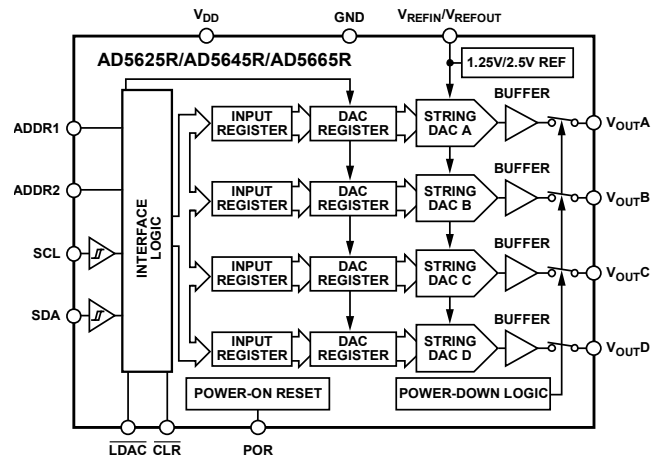 VDD
GND
VREFIN/VREFOUT
AD5625R/AD5645R/AD5665R
1.25V/2.5V REF
ADDR1
ADDR2
SCL
SDA
INTERFACE
LOGIC
INPUT
REGISTER
DAC
REGISTER
STRING
DAC A
BUFFER
VOUTA
INPUT
REGISTER
DAC
REGISTER
STRING
DAC B
BUFFER
VOUTB
INPUT
REGISTER
DAC
REGISTER
STRING
DAC C
BUFFER
VOUTC
INPUT
REGISTER
DAC
REGISTER
STRING
DAC D
BUFFER
VOUTD
POWER-ON RESET
POWER-DOWN LOGIC
LDAC
CLR
POR